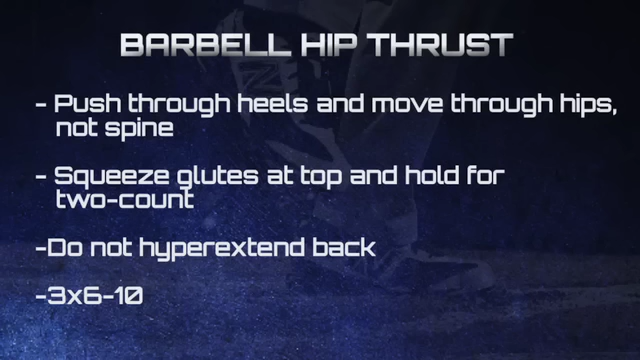 BARBELL HIP THRUST
- Push through heels and move through hips,
not spine
- Squeeze glutes at top and hold for
two-count
-Do not hyperextend back
-3x6-10